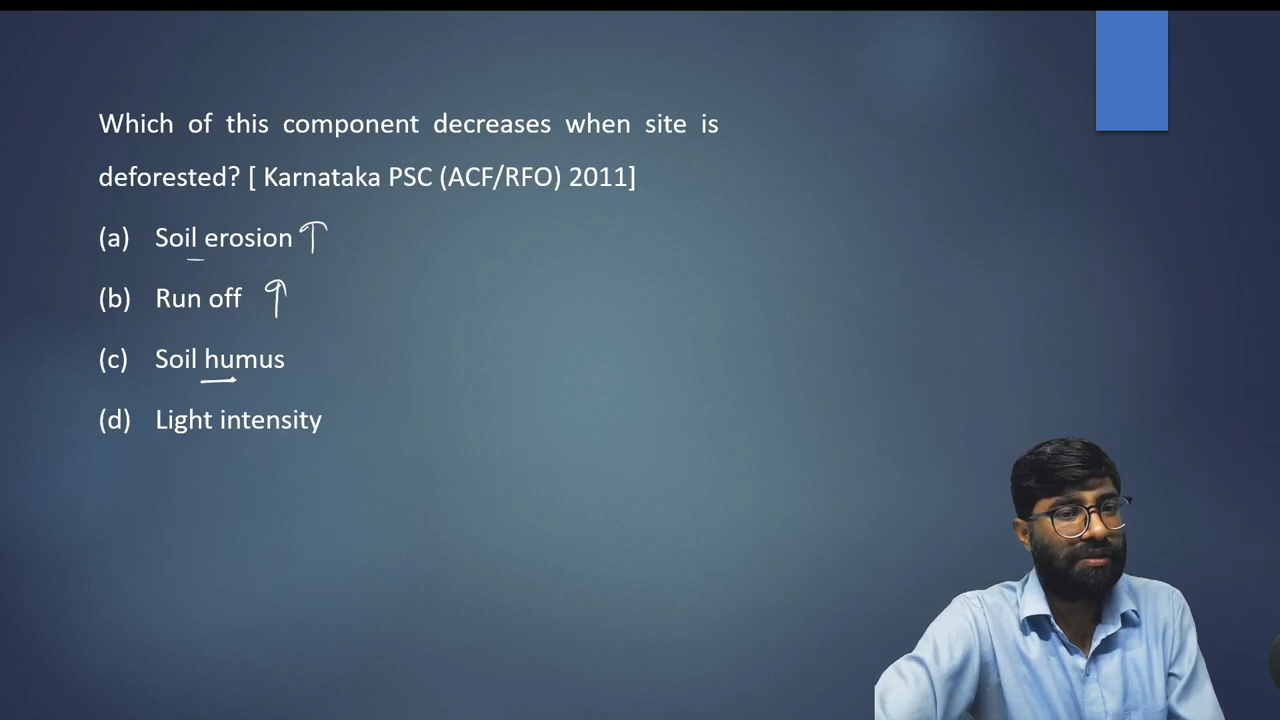 Which of this component decreases when site is
deforested? [ Karnataka PSC (ACF/RFO) 2011]
(a) Soil erosion ↑
(b) Run off ↑
(c) Soil humus
(d) Light intensity